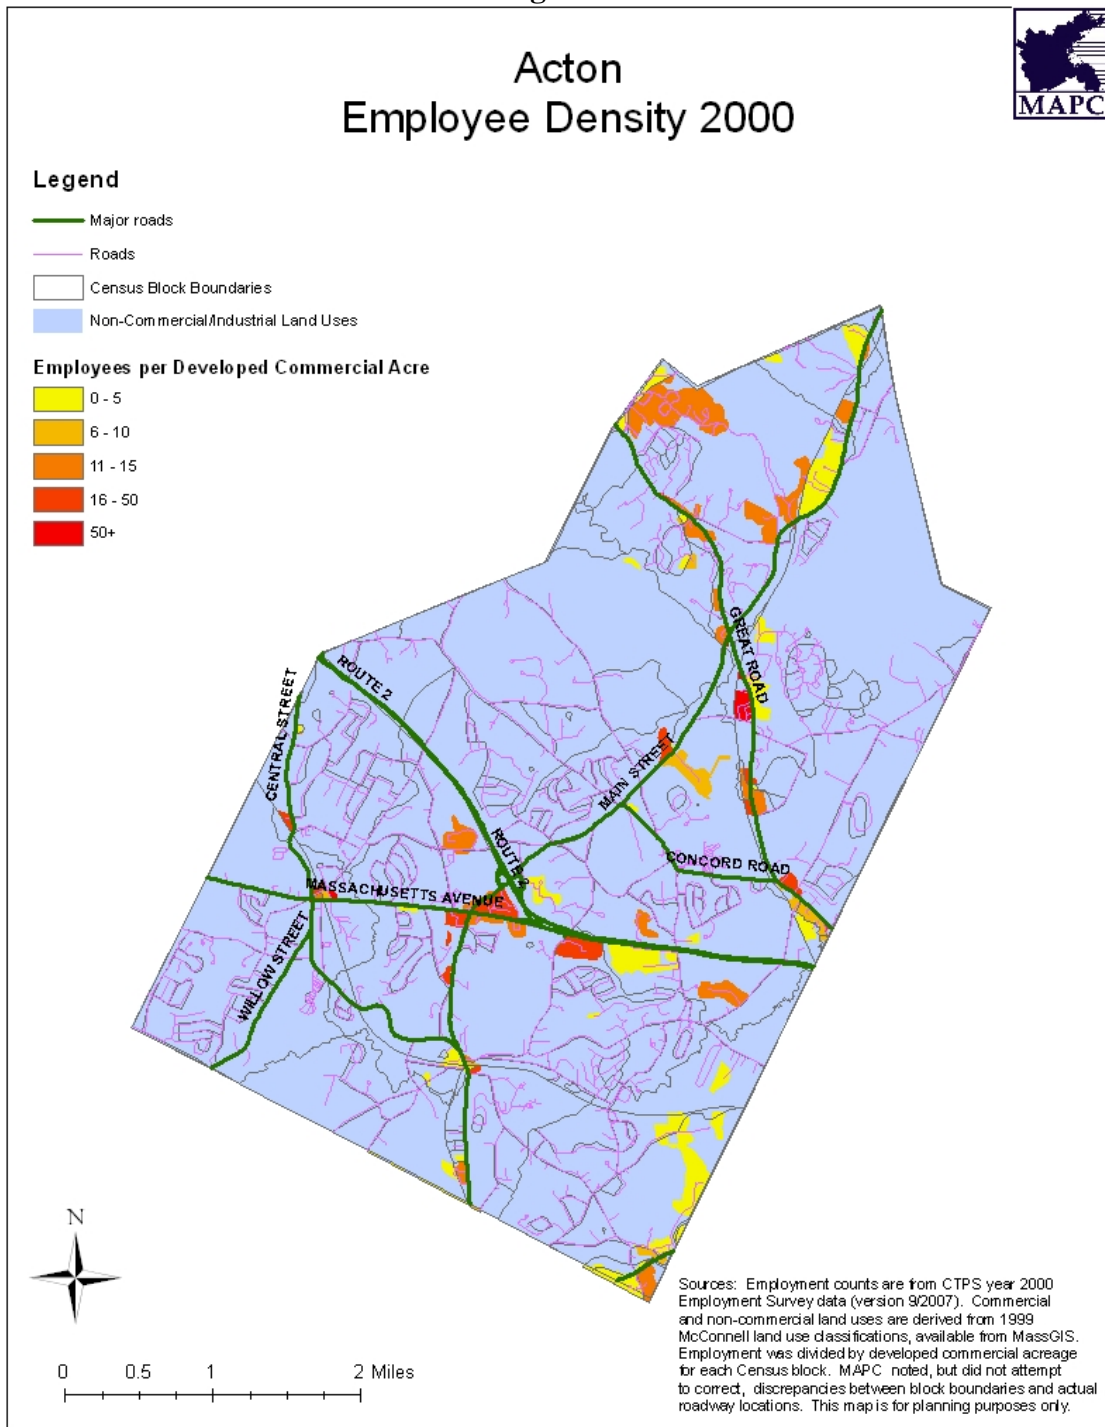 Acton
Employee Density 2000
MAPC
Legend
Major roads
Roads
Census Block Boundaries
Non-Commercial/Industrial Land Uses
Employees per Developed Commercial Acre
0 - 5
6 - 10
11 - 15
16 - 50
50+
GREAT ROAD
ROUTE 2
CENTRAL STREET
MAIN STREET
ROUTE 2
CONCORD ROAD
MASSACHUSETTS AVENUE
WILLOW STREET
N
0 0.5 1 2 Miles
Sources: Employment counts are from CTPS year 2000
Employment Survey data (version 9/2007). Commercial
and non-commercial land uses are derived from 1999
McConnell land use classifications, available from MassGIS.
Employment was divided by developed commercial acreage
for each Census block. MAPC noted, but did not attempt
to correct, discrepancies between block boundaries and actual
roadway locations. This map is for planning purposes only.